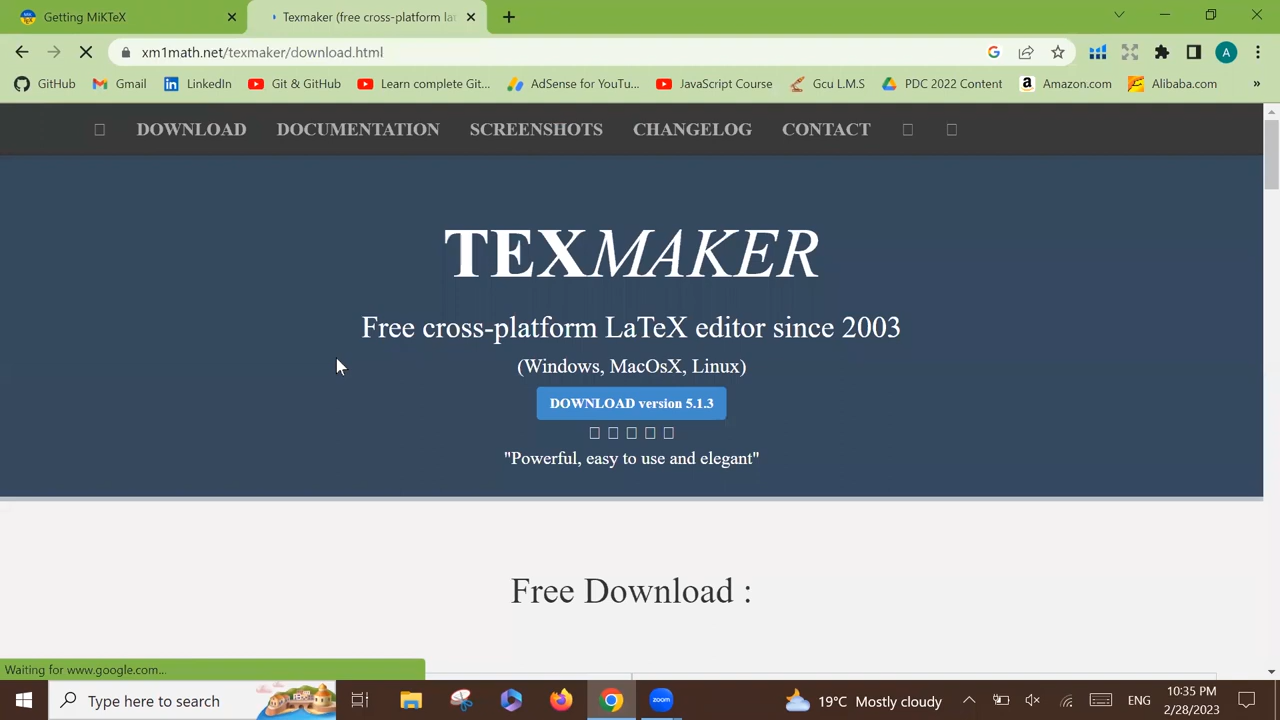 Getting MiKTeX
Texmaker (free cross-platform lat
xm1math.net/texmaker/download.html
A
GitHub
Gmail
LinkedIn
Git & GitHub
Learn complete Git...
AdSense for YouTu...
JavaScript Course
Gcu L.M.S
PDC 2022 Content
Amazon.com
Alibaba.com
»
DOWNLOAD
DOCUMENTATION
SCREENSHOTS
CHANGELOG
CONTACT
TEXMAKER
Free cross-platform LaTeX editor since 2003
(Windows, MacOsX, Linux)
DOWNLOAD version 5.1.3
"Powerful, easy to use and elegant"
Free Download :
Waiting for www.google.com...
Type here to search
zoom
19°C Mostly cloudy
ENG
10:35 PM
2/28/2023